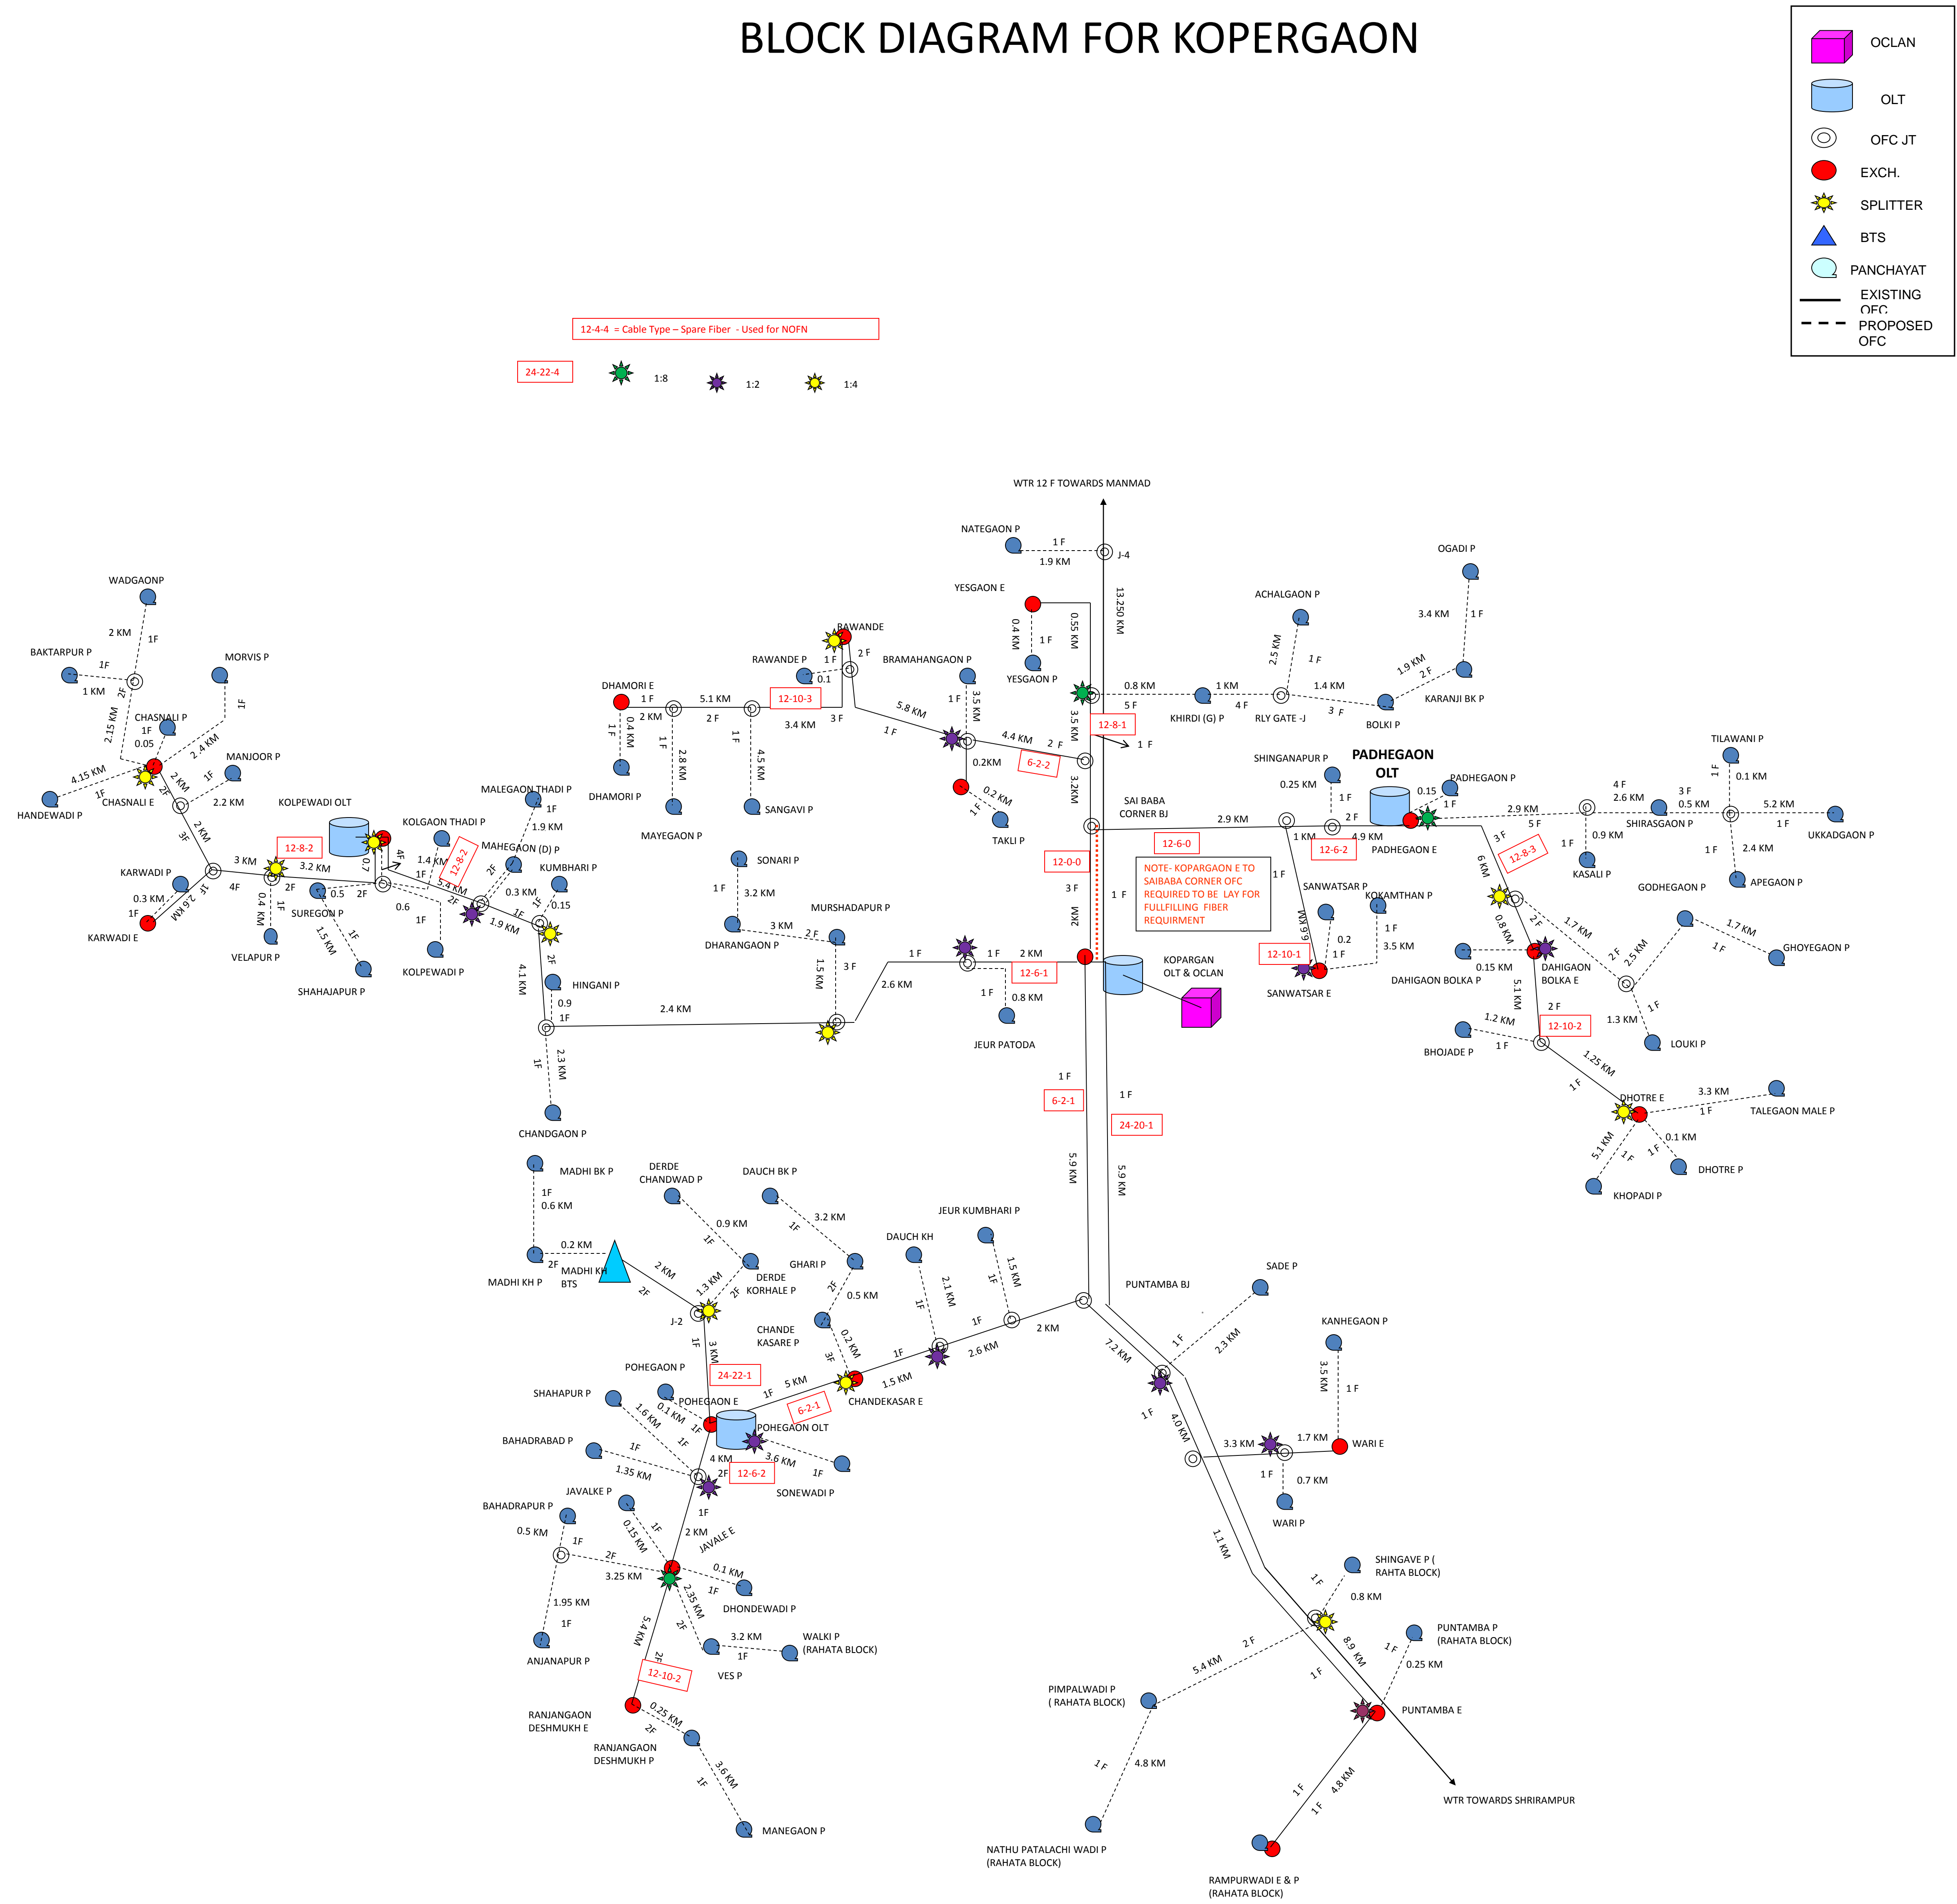 BLOCK DIAGRAM FOR KOPERGAON
OCLAN
OLT
OFC JT
EXCH.
SPLITTER
BTS
PANCHAYAT
EXISTING
OFC
PROPOSED
OFC
12-4-4 = Cable Type – Spare Fiber - Used for NOFN
24-22-4
1:8
1:2
1:4
WTR 12 F TOWARDS MANMAD
NATEGAON P
1 F
1.9 KM
J-4
13.250 KM
YESGAON E
0.55 KM
0.4 KM
1 F
YESGAON P
ACHALGAON P
2.5 KM
1 F
OGADI P
3.4 KM
1 F
1.9 KM
2 F
KARANJI BK P
0.8 KM
5 F
KHIRDI (G) P
1 KM
4 F
RLY GATE -J
1.4 KM
3 F
BOLKI P
12-8-1
3.5 KM
1 F
WADGAONP
2 KM
1F
BAKTARPUR P
1F
1 KM
2F
2.15 KM
MORVIS P
1F
2.4 KM
CHASNALI P
1F
0.05
MANJOOR P
1F
2.2 KM
4.15 KM
1F
HANDEWADI P
CHASNALI E
2 KM
2F
2 KM
3F
KARWADI P
0.3 KM
1F
KARWADI E
1F
2.6 KM
3 KM
4F
12-8-2
3.2 KM
2F
0.4 KM
1F
VELAPUR P
KOLPEWADI OLT
0.7
4F
0.5
SUREGON P
1.5 KM
1F
SHAHAJAPUR P
0.6
1F
KOLPEWADI P
KOLGAON THADI P
1.4 KM
1F
12-8-2
3.4 KM
2F
MALEGAON THADI P
1F
1.9 KM
MAHEGAON (D) P
2F
0.3 KM
1F
1.9 KM
KUMBHARI P
1F
0.15
2F
4.1 KM
HINGANI P
0.9
1F
2.3 KM
1F
CHANDGAON P
2.4 KM
RAWANDE
RAWANDE P
1 F
0.1
2 F
DHAMORI E
1 F
2 KM
5.1 KM
2 F
12-10-3
3.4 KM
3 F
0.4 KM
1 F
DHAMORI P
1 F
2.8 KM
MAYEGAON P
1 F
4.5 KM
SANGAVI P
5.8 KM
1 F
BRAMAHANGAON P
1 F
3.5 KM
4.4 KM
2 F
6-2-2
0.2KM
0.2 KM
1 F
TAKLI P
3.2KM
SAI BABA
CORNER BJ
12-0-0
3 F
2KM
1 F
2.9 KM
12-6-0
NOTE- KOPARGAON E TO
SAIBABA CORNER OFC
REQUIRED TO BE LAY FOR
FULLFILLING FIBER
REQUIRMENT
SHINGANAPUR P
0.25 KM
1 F
2 F
1 KM
4.9 KM
12-6-2
PADHEGAON
OLT
PADHEGAON P
0.15
1 F
PADHEGAON E
1 F
6.6 KM
12-10-1
SANWATSAR P
0.2
1 F
SANWATSAR E
KOKAMTHAN P
1 F
3.5 KM
2.9 KM
5 F
4 F
2.6 KM
1 F
0.9 KM
KASALI P
SHIRASGAON P
3 F
0.5 KM
TILAWANI P
1 F
0.1 KM
5.2 KM
1 F
UKKADGAON P
1 F
2.4 KM
APEGAON P
3 F
6 KM
12-8-3
0.8 KM
2 F
1.7 KM
2 F
2.5 KM
GODHEGAON P
1.7 KM
1 F
GHOYEGAON P
1.3 KM
1 F
LOUKI P
0.15 KM
DAHIGAON BOLKA P
DAHIGAON
BOLKA E
5.1 KM
2 F
12-10-2
1.2 KM
1 F
BHOJADE P
1.25 KM
1 F
DHOTRE E
3.3 KM
1 F
TALEGAON MALE P
0.1 KM
1 F
DHOTRE P
5.1 KM
1 F
KHOPADI P
SONARI P
1 F
3.2 KM
DHARANGAON P
3 KM
2 F
MURSHADAPUR P
1.5 KM
3 F
1 F
2.6 KM
1 F
2 KM
12-6-1
1 F
0.8 KM
JEUR PATODA
KOPARGAN
OLT & OCLAN
1 F
6-2-1
1 F
24-20-1
5.9 KM
5.9 KM
MADHI BK P
1F
0.6 KM
0.2 KM
2F
MADHI KH P
MADHI KH
BTS
2 KM
2F
J-2
DERDE
CHANDWAD P
0.9 KM
1F
1.3 KM
2F
DERDE
KORHALE P
DAUCH BK P
3.2 KM
1F
GHARI P
2F
0.5 KM
CHANDE
KASARE P
0.2 KM
3F
DAUCH KH
2.1 KM
1F
JEUR KUMBHARI P
1.5 KM
1F
1F
2 KM
2.6 KM
1F
1.5 KM
CHANDEKASAR E
5 KM
1F
6-2-1
1F
3 KM
24-22-1
POHEGAON P
POHEGAON E
0.1 KM
1F
POHEGAON OLT
3.6 KM
1F
SONEWADI P
SHAHAPUR P
1.6 KM
1F
BAHADRABAD P
1F
1.35 KM
4 KM
2F
12-6-2
1F
2 KM
JAVALE E
JAVALKE P
0.15 KM
1F
BAHADRAPUR P
0.5 KM
1F
2F
3.25 KM
1.95 KM
1F
ANJANAPUR P
0.1 KM
1F
DHONDEWADI P
2.35 KM
2F
VES P
3.2 KM
1F
WALKI P
(RAHATA BLOCK)
5.4 KM
2F
12-10-2
RANJANGAON
DESHMUKH E
0.25 KM
2F
RANJANGAON
DESHMUKH P
3.6 KM
1F
MANEGAON P
PUNTAMBA BJ
7.2 KM
SADE P
1 F
2.3 KM
1 F
4.0 KM
KANHEGAON P
3.5 KM
1 F
3.3 KM
1.7 KM
WARI E
1 F
0.7 KM
WARI P
1.1 KM
SHINGAVE P (
RAHTA BLOCK)
1 F
0.8 KM
2 F
5.4 KM
PIMPALWADI P
( RAHATA BLOCK)
1 F
4.8 KM
NATHU PATALACHI WADI P
(RAHATA BLOCK)
8.9 KM
1 F
PUNTAMBA P
(RAHATA BLOCK)
1 F
0.25 KM
PUNTAMBA E
1 F
4.8 KM
1 F
RAMPURWADI E & P
(RAHATA BLOCK)
WTR TOWARDS SHRIRAMPUR